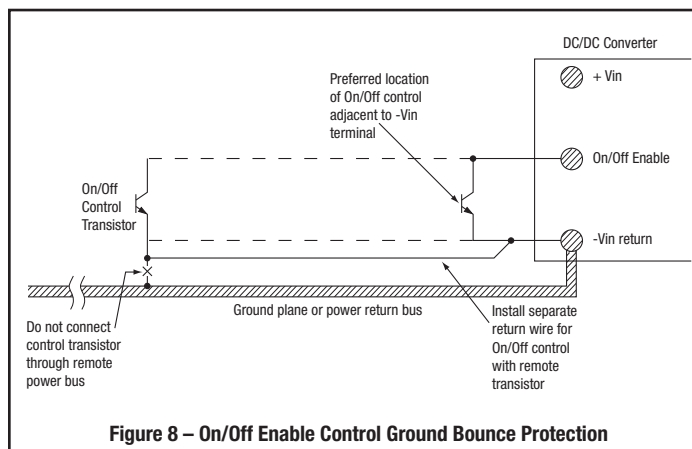 DC/DC Converter
+ Vin
Preferred location
of On/Off control
adjacent to -Vin
terminal
On/Off Enable
On/Off
Control
Transistor
-Vin return
Ground plane or power return bus
Do not connect
control transistor
through remote
power bus
Install separate
return wire for
On/Off control
with remote
transistor
Figure 8 – On/Off Enable Control Ground Bounce Protection